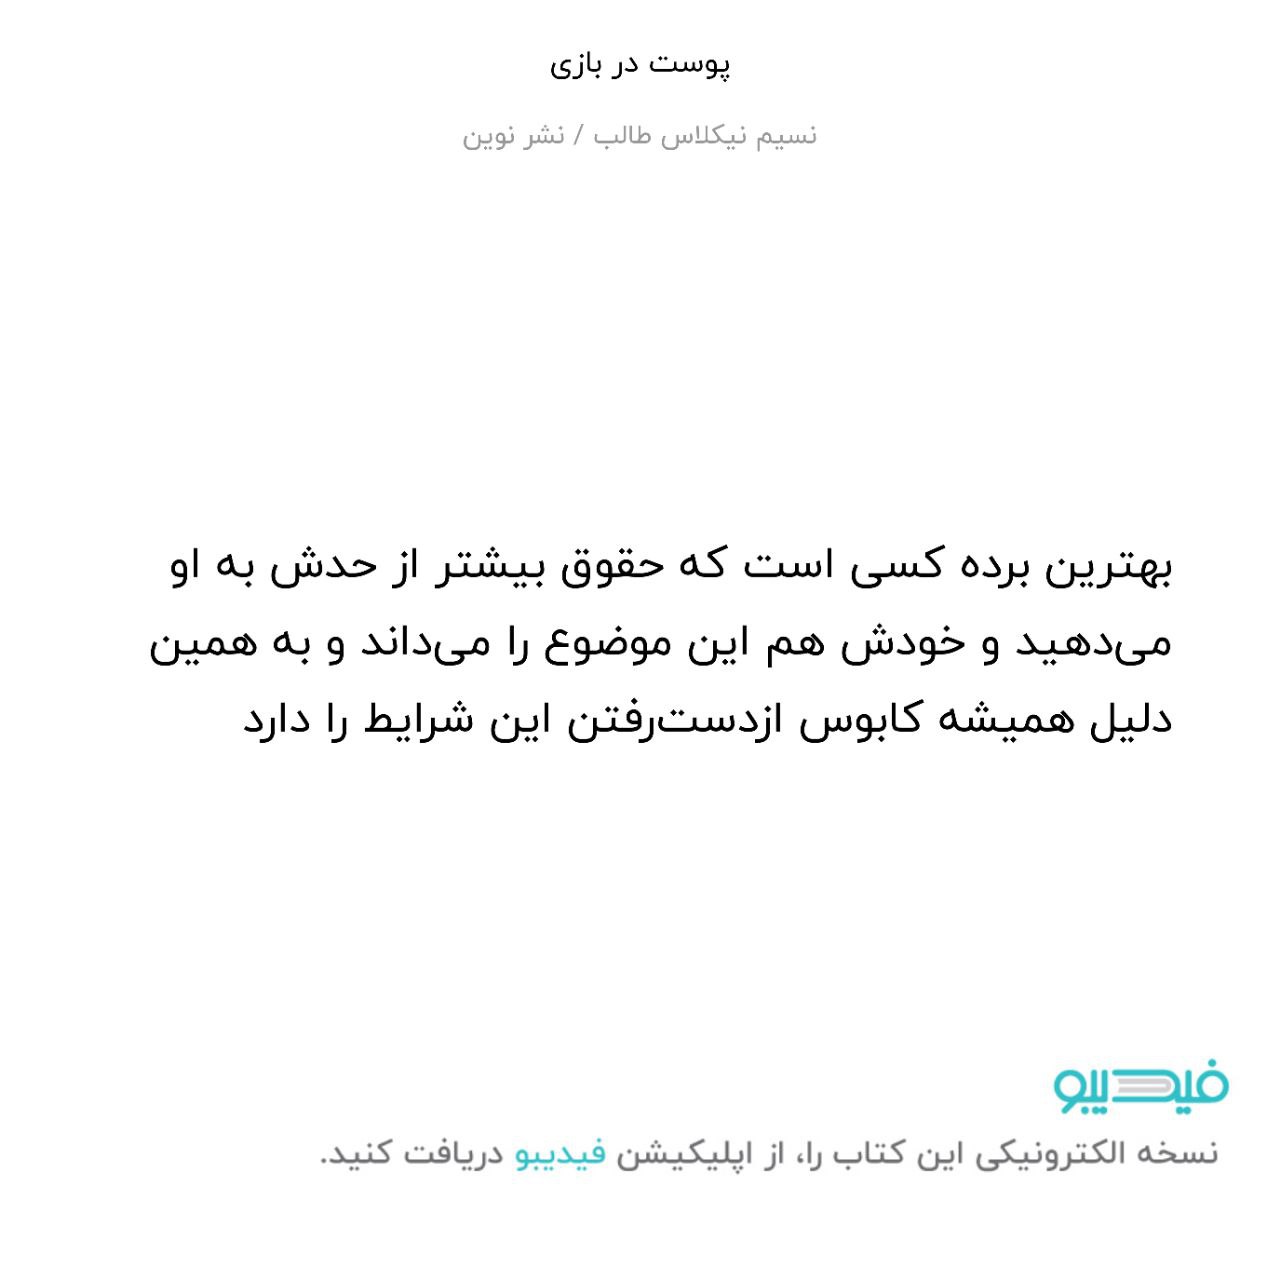 پوست در بازی
نسیم نیکلاس طالب / نشر نوین
بهترین برده کسی است که حقوق بیشتر از حدش به او
می‌دهید و خودش هم این موضوع را می‌داند و به همین
دلیل همیشه کابوس ازدست‌رفتن این شرایط را دارد
فیدیبو
نسخه الکترونیکی این کتاب را، از اپلیکیشن فیدیبو دریافت کنید.